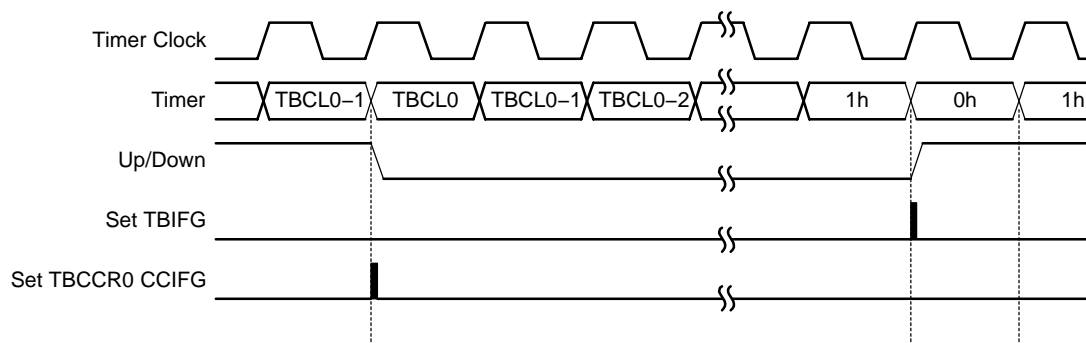 Timer Clock
Timer TBCL0−1 TBCL0 TBCL0−1 TBCL0−2 1h 0h 1h
Up/Down
Set TBIFG
Set TBCCR0 CCIFG